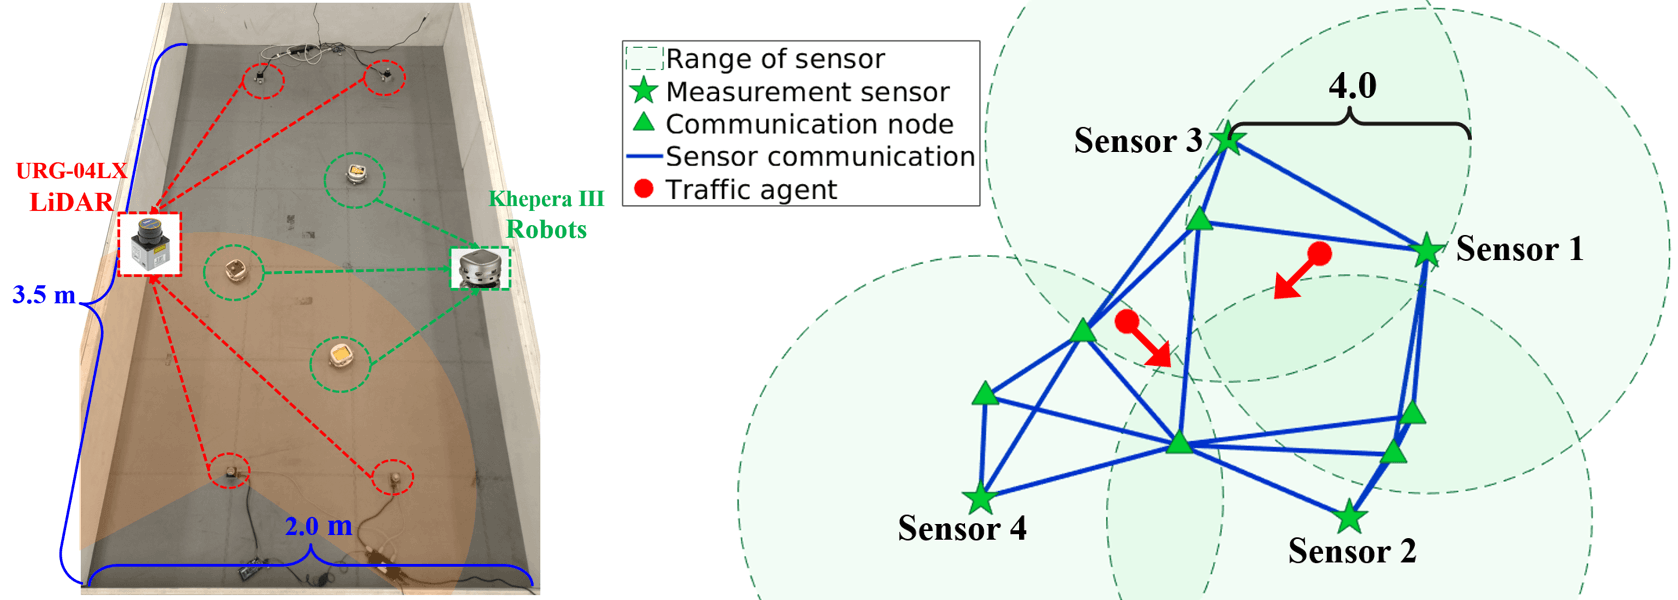 URG-04LX
LiDAR
3.5 m
2.0 m
Khepera III
Robots
Range of sensor
Measurement sensor
Communication node
Sensor communication
Traffic agent
4.0
Sensor 3
Sensor 1
Sensor 4
Sensor 2